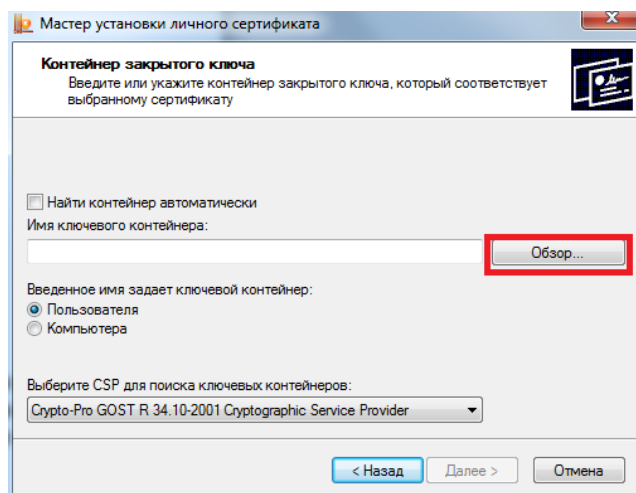 Мастер установки личного сертификата
Контейнер закрытого ключа
Введите или укажите контейнер закрытого ключа, который соответствует
выбранному сертификату
Найти контейнер автоматически
Имя ключевого контейнера:
Обзор...
Введенное имя задает ключевой контейнер:
Пользователя
Компьютера
Выберите CSP для поиска ключевых контейнеров:
Crypto-Pro GOST R 34.10-2001 Cryptographic Service Provider
< Назад
Далее >
Отмена